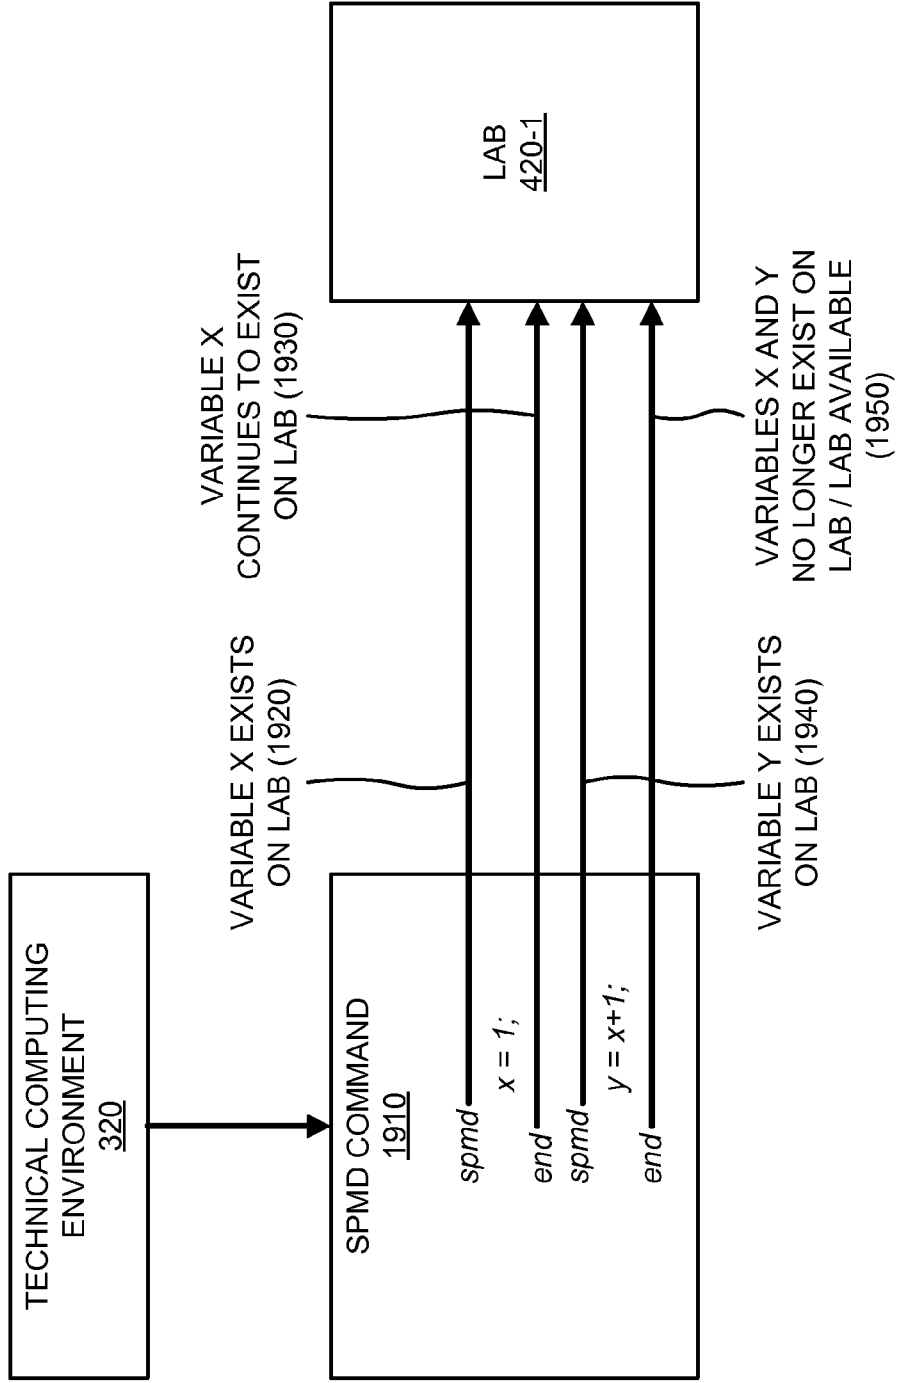 TECHNICAL COMPUTING
ENVIRONMENT
320
SPMD COMMAND
1910
spmd
x = 1;
end
spmd
y = x+1;
end
VARIABLE X EXISTS
ON LAB (1920)
VARIABLE X
CONTINUES TO EXIST
ON LAB (1930)
VARIABLE Y EXISTS
ON LAB (1940)
VARIABLES X AND Y
NO LONGER EXIST ON
LAB / LAB AVAILABLE
(1950)
LAB
420-1